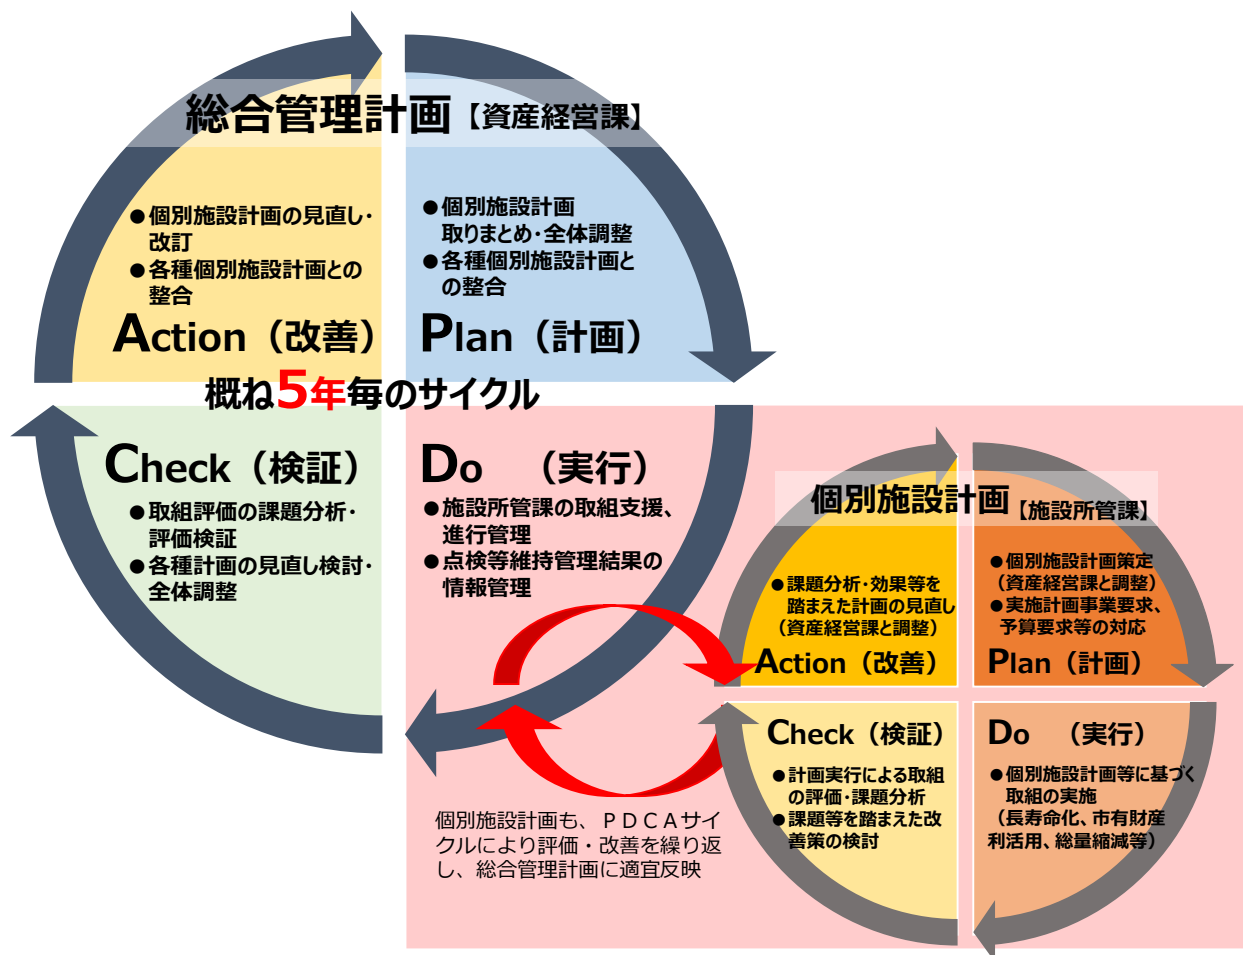 総合管理計画【資産経営課】
●個別施設計画の見直し・
改訂
●各種個別施設計画との
整合
Action（改善）
●個別施設計画
取りまとめ・全体調整
●各種個別施設計画と
の整合
Plan（計画）
概ね5年毎のサイクル
Check（検証）
●取組評価の課題分析・
評価検証
●各種計画の見直し検討・
全体調整
Do　（実行）
●施設所管課の取組支援、
進行管理
●点検等維持管理結果の
情報管理
個別施設計画【施設所管課】
●課題分析・効果等を
踏まえた計画の見直し
（資産経営課と調整）
Action（改善）
●個別施設計画策定
（資産経営課と調整）
●実施計画事業要求、
予算要求等の対応
Plan（計画）
Check（検証）
●計画実行による取組
の評価・課題分析
●課題等を踏まえた改
善策の検討
Do　（実行）
●個別施設計画等に基づく
取組の実施
（長寿命化、市有財産
利活用、総量縮減等）
個別施設計画も、ＰＤＣＡサイ
クルにより評価・改善を繰り返
し、総合管理計画に適宜反映